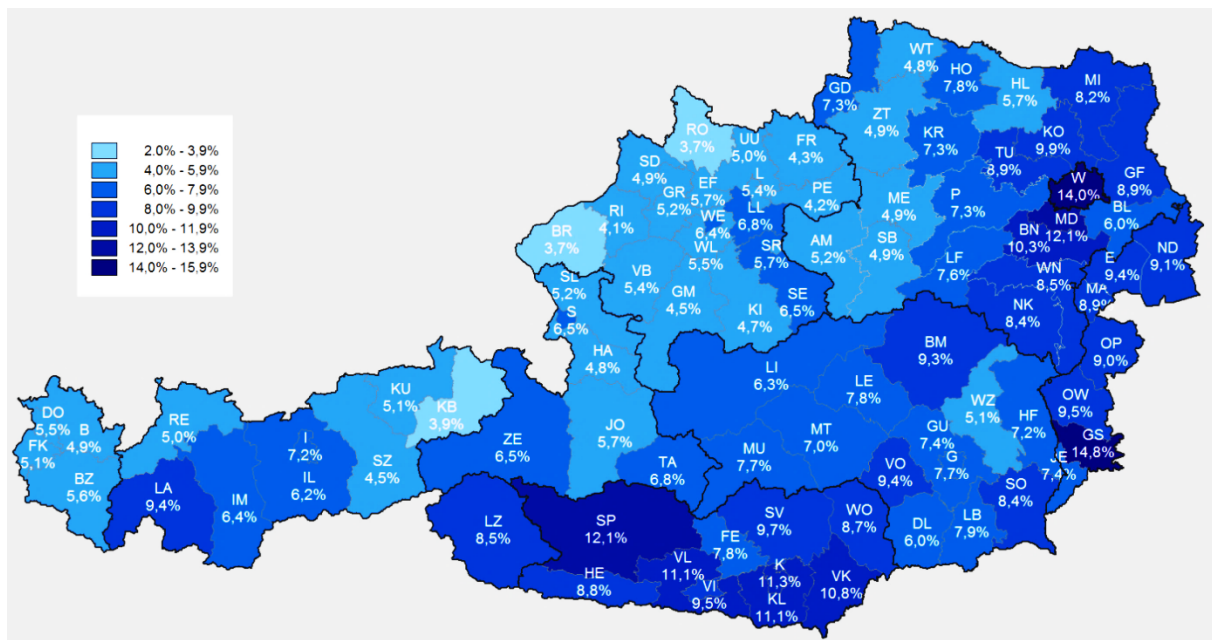 2.0% - 3,9%
4,0% - 5,9%
6,0% - 7,9%
8,0% - 9,9%
10,0% - 11,9%
12,0% - 13,9%
14,0% - 15,9%
WT
4,8%
HO
7,8%
HL
5,7%
MI
8,2%
GD
7,3%
ZT
4,9%
KR
7,3%
TU
8,9%
KO
9,9%
RO
3,7%
UU
5,0%
FR
4,3%
SD
4,9%
GR
5,2%
EF
5,7%
L
5,4%
PE
4,2%
W
14,0%
GF
8,9%
ME
4,9%
P
7,3%
BL
6,0%
RI
4,1%
WE
6,4%
LL
6,8%
BN
10,3%
MD
12,1%
BR
3,7%
WL
5,5%
SR
5,7%
AM
5,2%
SB
4,9%
LF
7,6%
WN
8,5%
E
9,4%
ND
9,1%
SL
5,2%
VB
5,4%
GM
4,5%
KI
4,7%
SE
6,5%
NK
8,4%
MA
8,9%
S
6,5%
HA
4,8%
BM
9,3%
OP
9,0%
LI
6,3%
LE
7,8%
WZ
5,1%
OW
9,5%
KU
5,1%
KB
3,9%
DO
5,5%
B
4,9%
RE
5,0%
FK
5,1%
I
7,2%
ZE
6,5%
JO
5,7%
MT
7,0%
GU
7,4%
HF
7,2%
GS
14,8%
BZ
5,6%
LA
9,4%
IM
6,4%
IL
6,2%
SZ
4,5%
TA
6,8%
MU
7,7%
VO
9,4%
G
7,7%
JE
7,4%
SO
8,4%
LZ
8,5%
SP
12,1%
FE
7,8%
SV
9,7%
WO
8,7%
DL
6,0%
LB
7,9%
HE
8,8%
VL
11,1%
VI
9,5%
K
11,3%
KL
11,1%
VK
10,8%